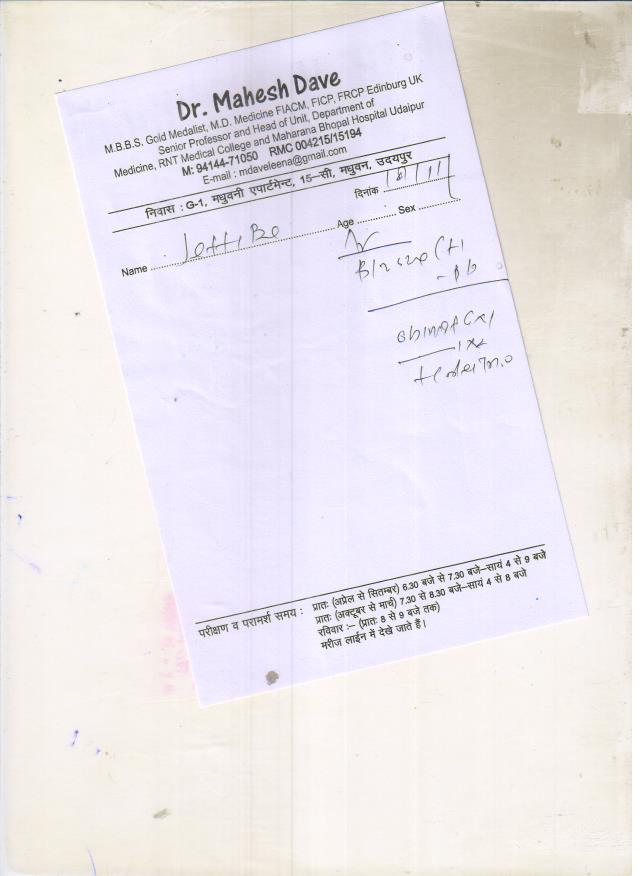 Dr. Mahesh Dave
M.B.B.S. Gold Medalist, M.D. Medicine FIACM, FICP, FRCP Edinburg UK
Senior Professor and Head of Unit, Department of
Medicine, RNT Medical College and Maharana Bhopal Hospital Udaipur
M: 94144-71050 RMC 004215/15194
E-mail : mdaveleena@gmail.com
निवास : G-1, मधुवनी एपार्टमेन्ट, 15-सी, मधुवन, उदयपुर
दिनांक
Name Age Sex
परीक्षण व परामर्श समय : प्रातः (अप्रेल से सितम्बर) 6.30 बजे से 7.30 बजे-सायं 4 से 9 बजे
प्रातः (अक्टूबर से मार्च) 7.30 से 8.30 बजे-सायं 4 से 8 बजे
रविवार :- (प्रातः 8 से 9 बजे तक)
मरीज लाईन में देखे जाते हैं।